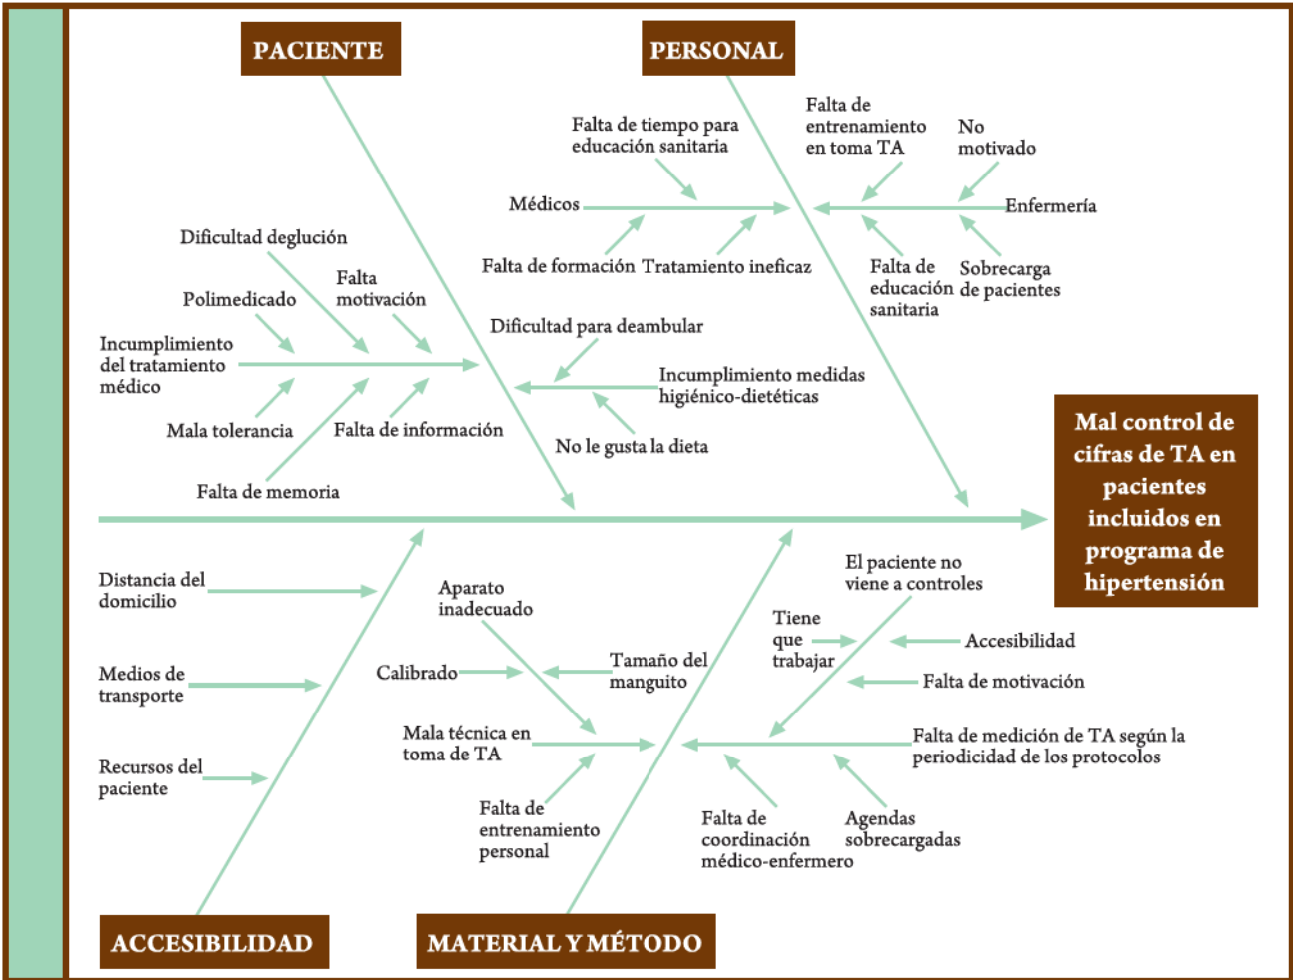 PACIENTE
PERSONAL
Falta de tiempo para
educación sanitaria
Falta de
entrenamiento
en toma TA
No
motivado
Médicos
Enfermería
Falta de formación
Tratamiento ineficaz
Falta de
educación
sanitaria
Sobrecarga
de pacientes
Dificultad deglución
Falta
motivación
Polimedicado
Incumplimiento
del tratamiento
médico
Mala tolerancia
Falta de información
Falta de memoria
Dificultad para deambular
Incumplimiento medidas
higiénico-dietéticas
No le gusta la dieta
Mal control de
cifras de TA en
pacientes
incluidos en
programa de
hipertensión
Distancia del
domicilio
Medios de
transporte
Recursos del
paciente
Aparato
inadecuado
Calibrado
Tamaño del
manguito
Mala técnica en
toma de TA
Falta de
entrenamiento
personal
El paciente no
viene a controles
Tiene
que
trabajar
Accesibilidad
Falta de motivación
Falta de medición de TA según la
periodicidad de los protocolos
Falta de
coordinación
médico-enfermero
Agendas
sobrecargadas
ACCESIBILIDAD
MATERIAL Y MÉTODO